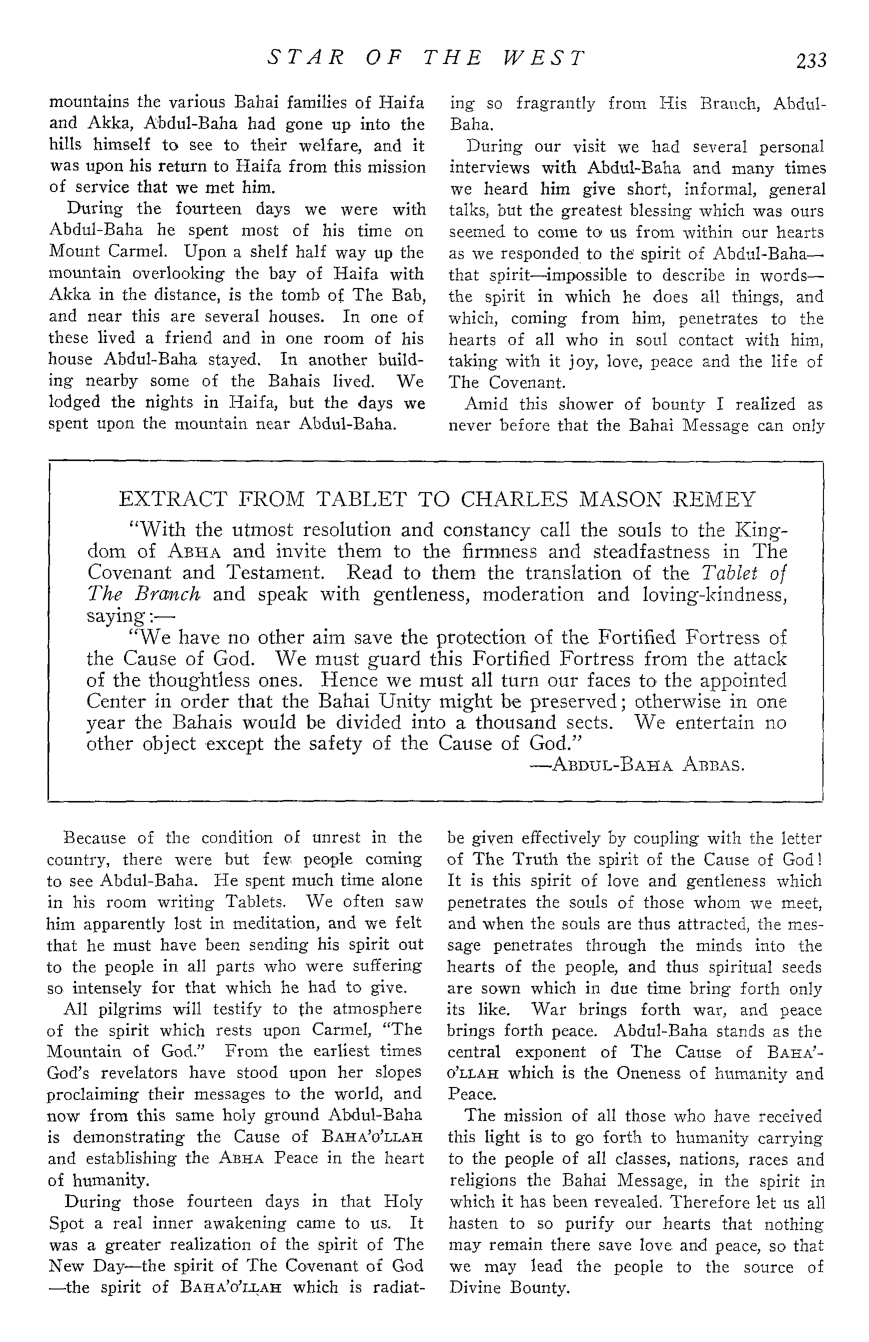 STAR OF THE WEST 233
mountains the various Bahai families of Haifa
and Akka, Abdul-Baha had gone up into the
hills himself to see to their welfare, and it
was upon his return to Haifa from this mission
of service that we met him.
During the fourteen days we were with
Abdul-Baha he spent most of his time on
Mount Carmel. Upon a shelf half way up the
mountain overlooking the bay of Haifa with
Akka in the distance, is the tomb of The Bab,
and near this are several houses. In one of
these lived a friend and in one room of his
house Abdul-Baha stayed. In another build-
ing nearby some of the Bahais lived. We
lodged the nights in Haifa, but the days we
spent upon the mountain near Abdul-Baha.
ing so fragrantly from His Branch, Abdul-
Baha.
During our visit we had several personal
interviews with Abdul-Baha and many times
we heard him give short, informal, general
talks, but the greatest blessing which was ours
seemed to come to us from within our hearts
as we responded to the spirit of Abdul-Baha—
that spirit—impossible to describe in words—
the spirit in which he does all things, and
which, coming from him, penetrates to the
hearts of all who in soul contact with him,
taking with it joy, love, peace and the life of
The Covenant.
Amid this shower of bounty I realized as
never before that the Bahai Message can only
EXTRACT FROM TABLET TO CHARLES MASON REMEY
"With the utmost resolution and constancy call the souls to the King-
dom of ABHA and invite them to the firmness and steadfastness in The
Covenant and Testament. Read to them the translation of the Tablet of
The Branch and speak with gentleness, moderation and loving-kindness,
saying:—
"We have no other aim save the protection of the Fortified Fortress of
the Cause of God. We must guard this Fortified Fortress from the attack
of the thoughtless ones. Hence we must all turn our faces to the appointed
Center in order that the Bahai Unity might be preserved; otherwise in one
year the Bahais would be divided into a thousand sects. We entertain no
other object except the safety of the Cause of God."
—ABDUL-BAHA ABBAS.
Because of the condition of unrest in the
country, there were but few people coming
to see Abdul-Baha. He spent much time alone
in his room writing Tablets. We often saw
him apparently lost in meditation, and we felt
that he must have been sending his spirit out
to the people in all parts who were suffering
so intensely for that which he had to give.
All pilgrims will testify to the atmosphere
of the spirit which rests upon Carmel, "The
Mountain of God." From the earliest times
God's revelators have stood upon her slopes
proclaiming their messages to the world, and
now from this same holy ground Abdul-Baha
is demonstrating the Cause of BAHA'O'LLAH
and establishing the ABHA Peace in the heart
of humanity.
During those fourteen days in that Holy
Spot a real inner awakening came to us. It
was a greater realization of the spirit of The
New Day—the spirit of The Covenant of God
—the spirit of BAHA'O'LLAH which is radiat-
be given effectively by coupling with the letter
of The Truth the spirit of the Cause of God!
It is this spirit of love and gentleness which
penetrates the souls of those whom we meet,
and when the souls are thus attracted, the mes-
sage penetrates through the minds into the
hearts of the people, and thus spiritual seeds
are sown which in due time bring forth only
its like. War brings forth war, and peace
brings forth peace. Abdul-Baha stands as the
central exponent of The Cause of BAHA'-
O'LLAH which is the Oneness of humanity and
Peace.
The mission of all those who have received
this light is to go forth to humanity carrying
to the people of all classes, nations, races and
religions the Bahai Message, in the spirit in
which it has been revealed. Therefore let us all
hasten to so purify our hearts that nothing
may remain there save love and peace, so that
we may lead the people to the source of
Divine Bounty.